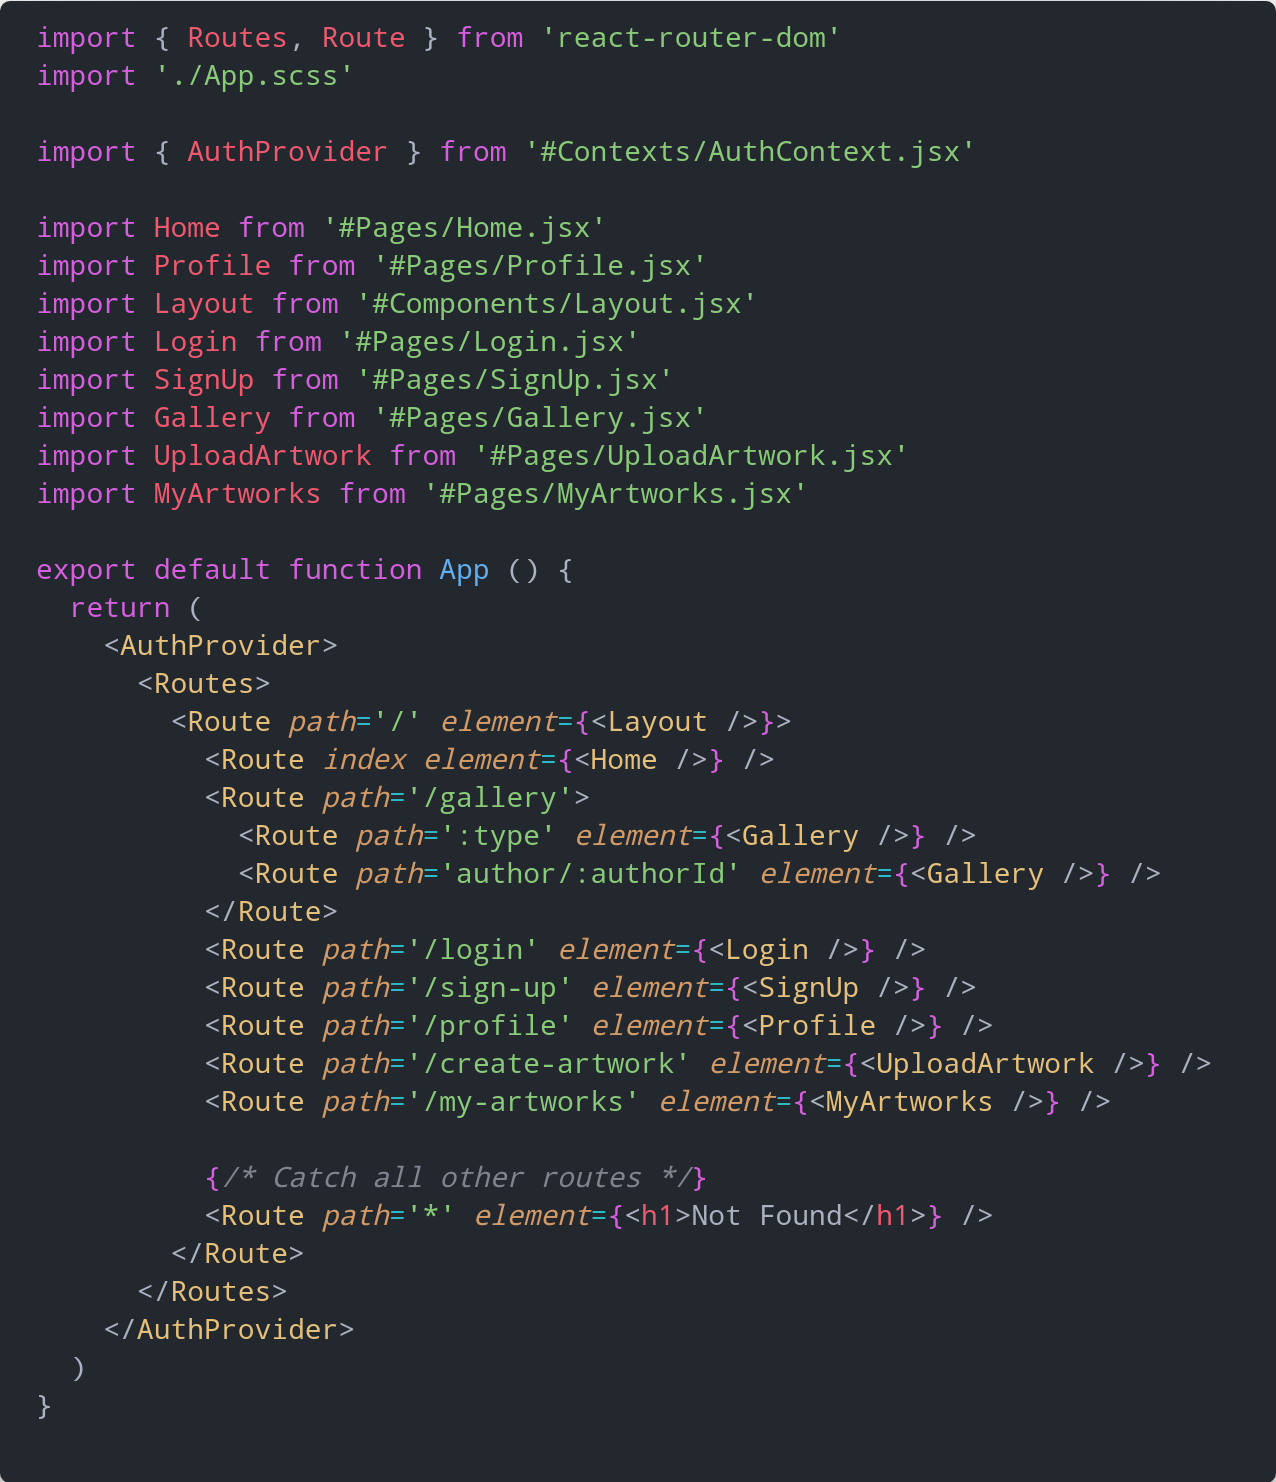 import { Routes, Route } from 'react-router-dom'
import './App.scss'

import { AuthProvider } from '#Contexts/AuthContext.jsx'

import Home from '#Pages/Home.jsx'
import Profile from '#Pages/Profile.jsx'
import Layout from '#Components/Layout.jsx'
import Login from '#Pages/Login.jsx'
import SignUp from '#Pages/SignUp.jsx'
import Gallery from '#Pages/Gallery.jsx'
import UploadArtwork from '#Pages/UploadArtwork.jsx'
import MyArtworks from '#Pages/MyArtworks.jsx'

export default function App () {
  return (
    <AuthProvider>
      <Routes>
        <Route path='/' element={<Layout />}>
          <Route index element={<Home />} />
          <Route path='/gallery'>
            <Route path=':type' element={<Gallery />} />
            <Route path='author/:authorId' element={<Gallery />} />
          </Route>
          <Route path='/login' element={<Login />} />
          <Route path='/sign-up' element={<SignUp />} />
          <Route path='/profile' element={<Profile />} />
          <Route path='/create-artwork' element={<UploadArtwork />} />
          <Route path='/my-artworks' element={<MyArtworks />} />

          {/* Catch all other routes */}
          <Route path='*' element={<h1>Not Found</h1>} />
        </Route>
      </Routes>
    </AuthProvider>
  )
}